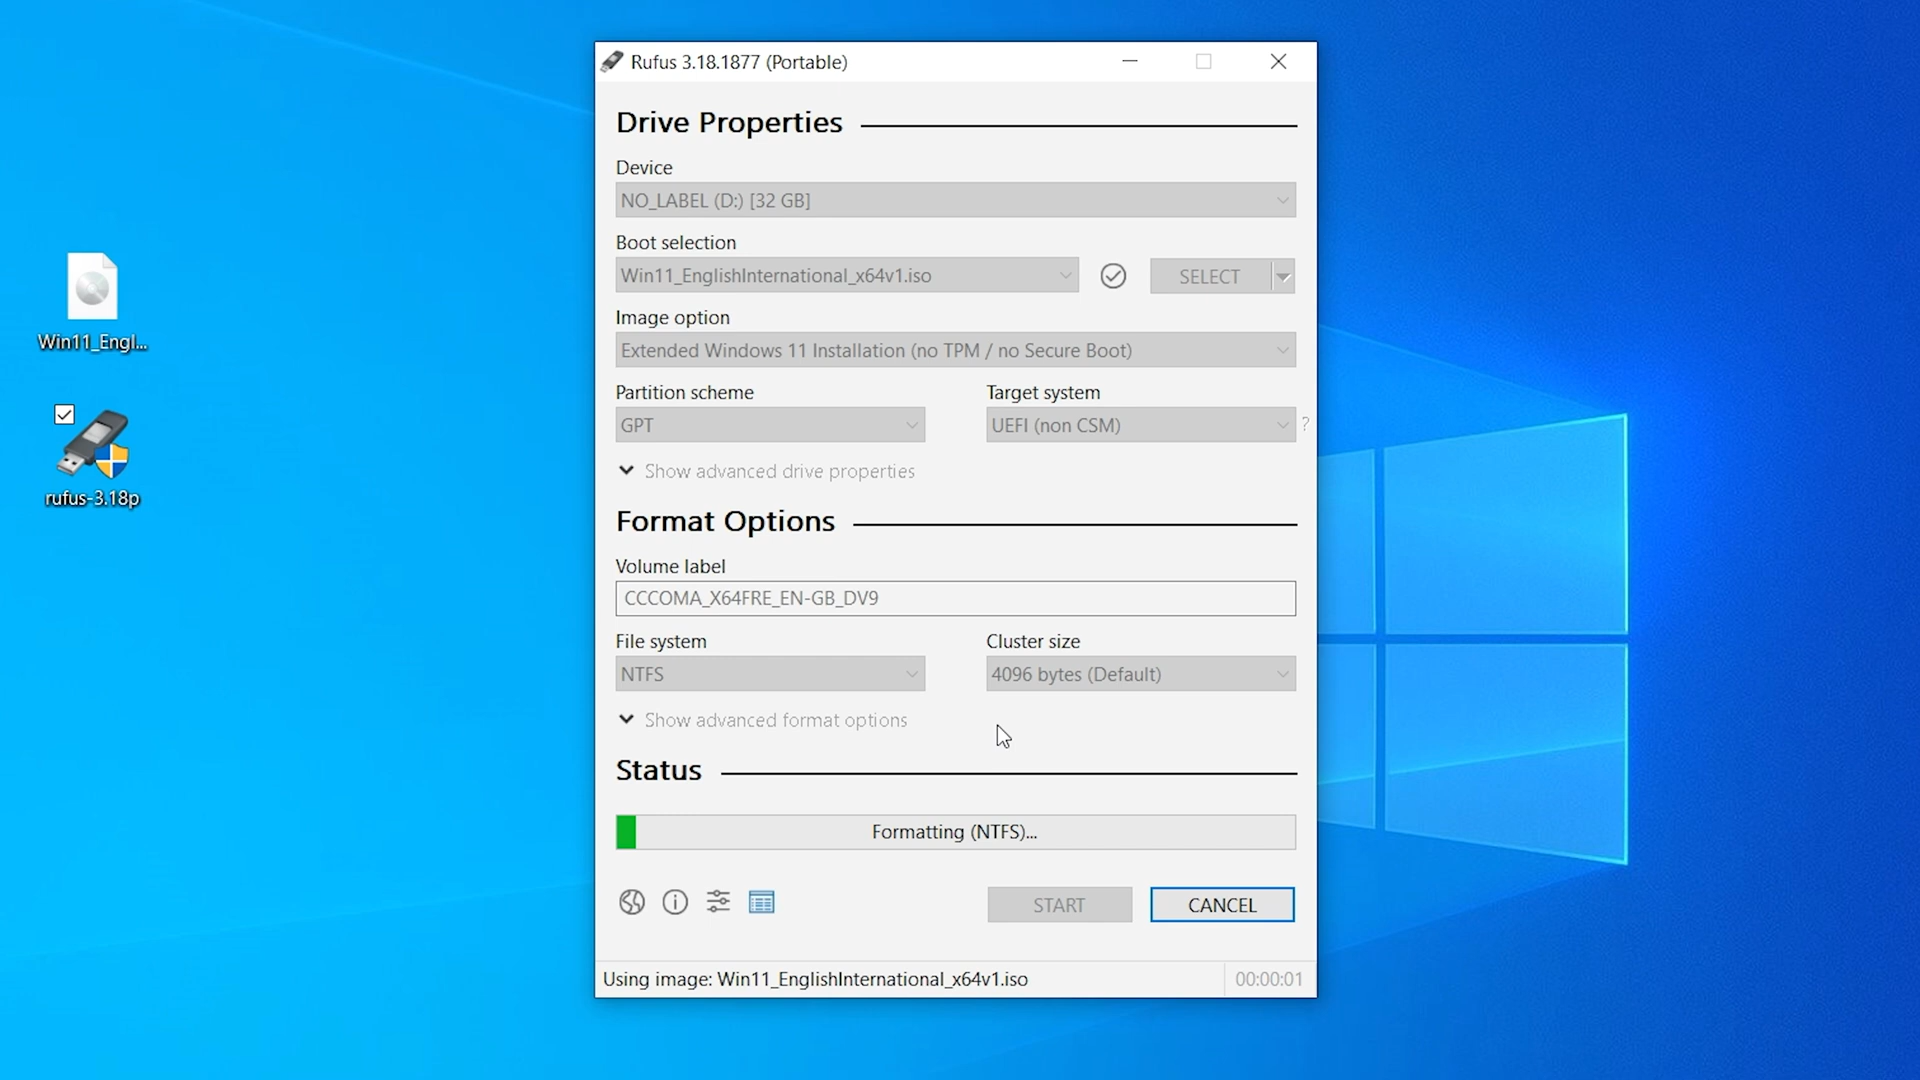 Rufus 3.18.1877 (Portable)
Drive Properties
Device
NO_LABEL (D:) [32 GB]
Boot selection
Win11_EnglishInternational_x64v1.iso
SELECT
Image option
Extended Windows 11 Installation (no TPM / no Secure Boot)
Partition scheme
Target system
GPT
UEFI (non CSM)
?
Show advanced drive properties
Format Options
Volume label
CCCOMA_X64FRE_EN-GB_DV9
File system
Cluster size
NTFS
4096 bytes (Default)
Show advanced format options
Status
Formatting (NTFS)...
START
CANCEL
Using image: Win11_EnglishInternational_x64v1.iso
00:00:01
Win11_Engl...
rufus-3.18p